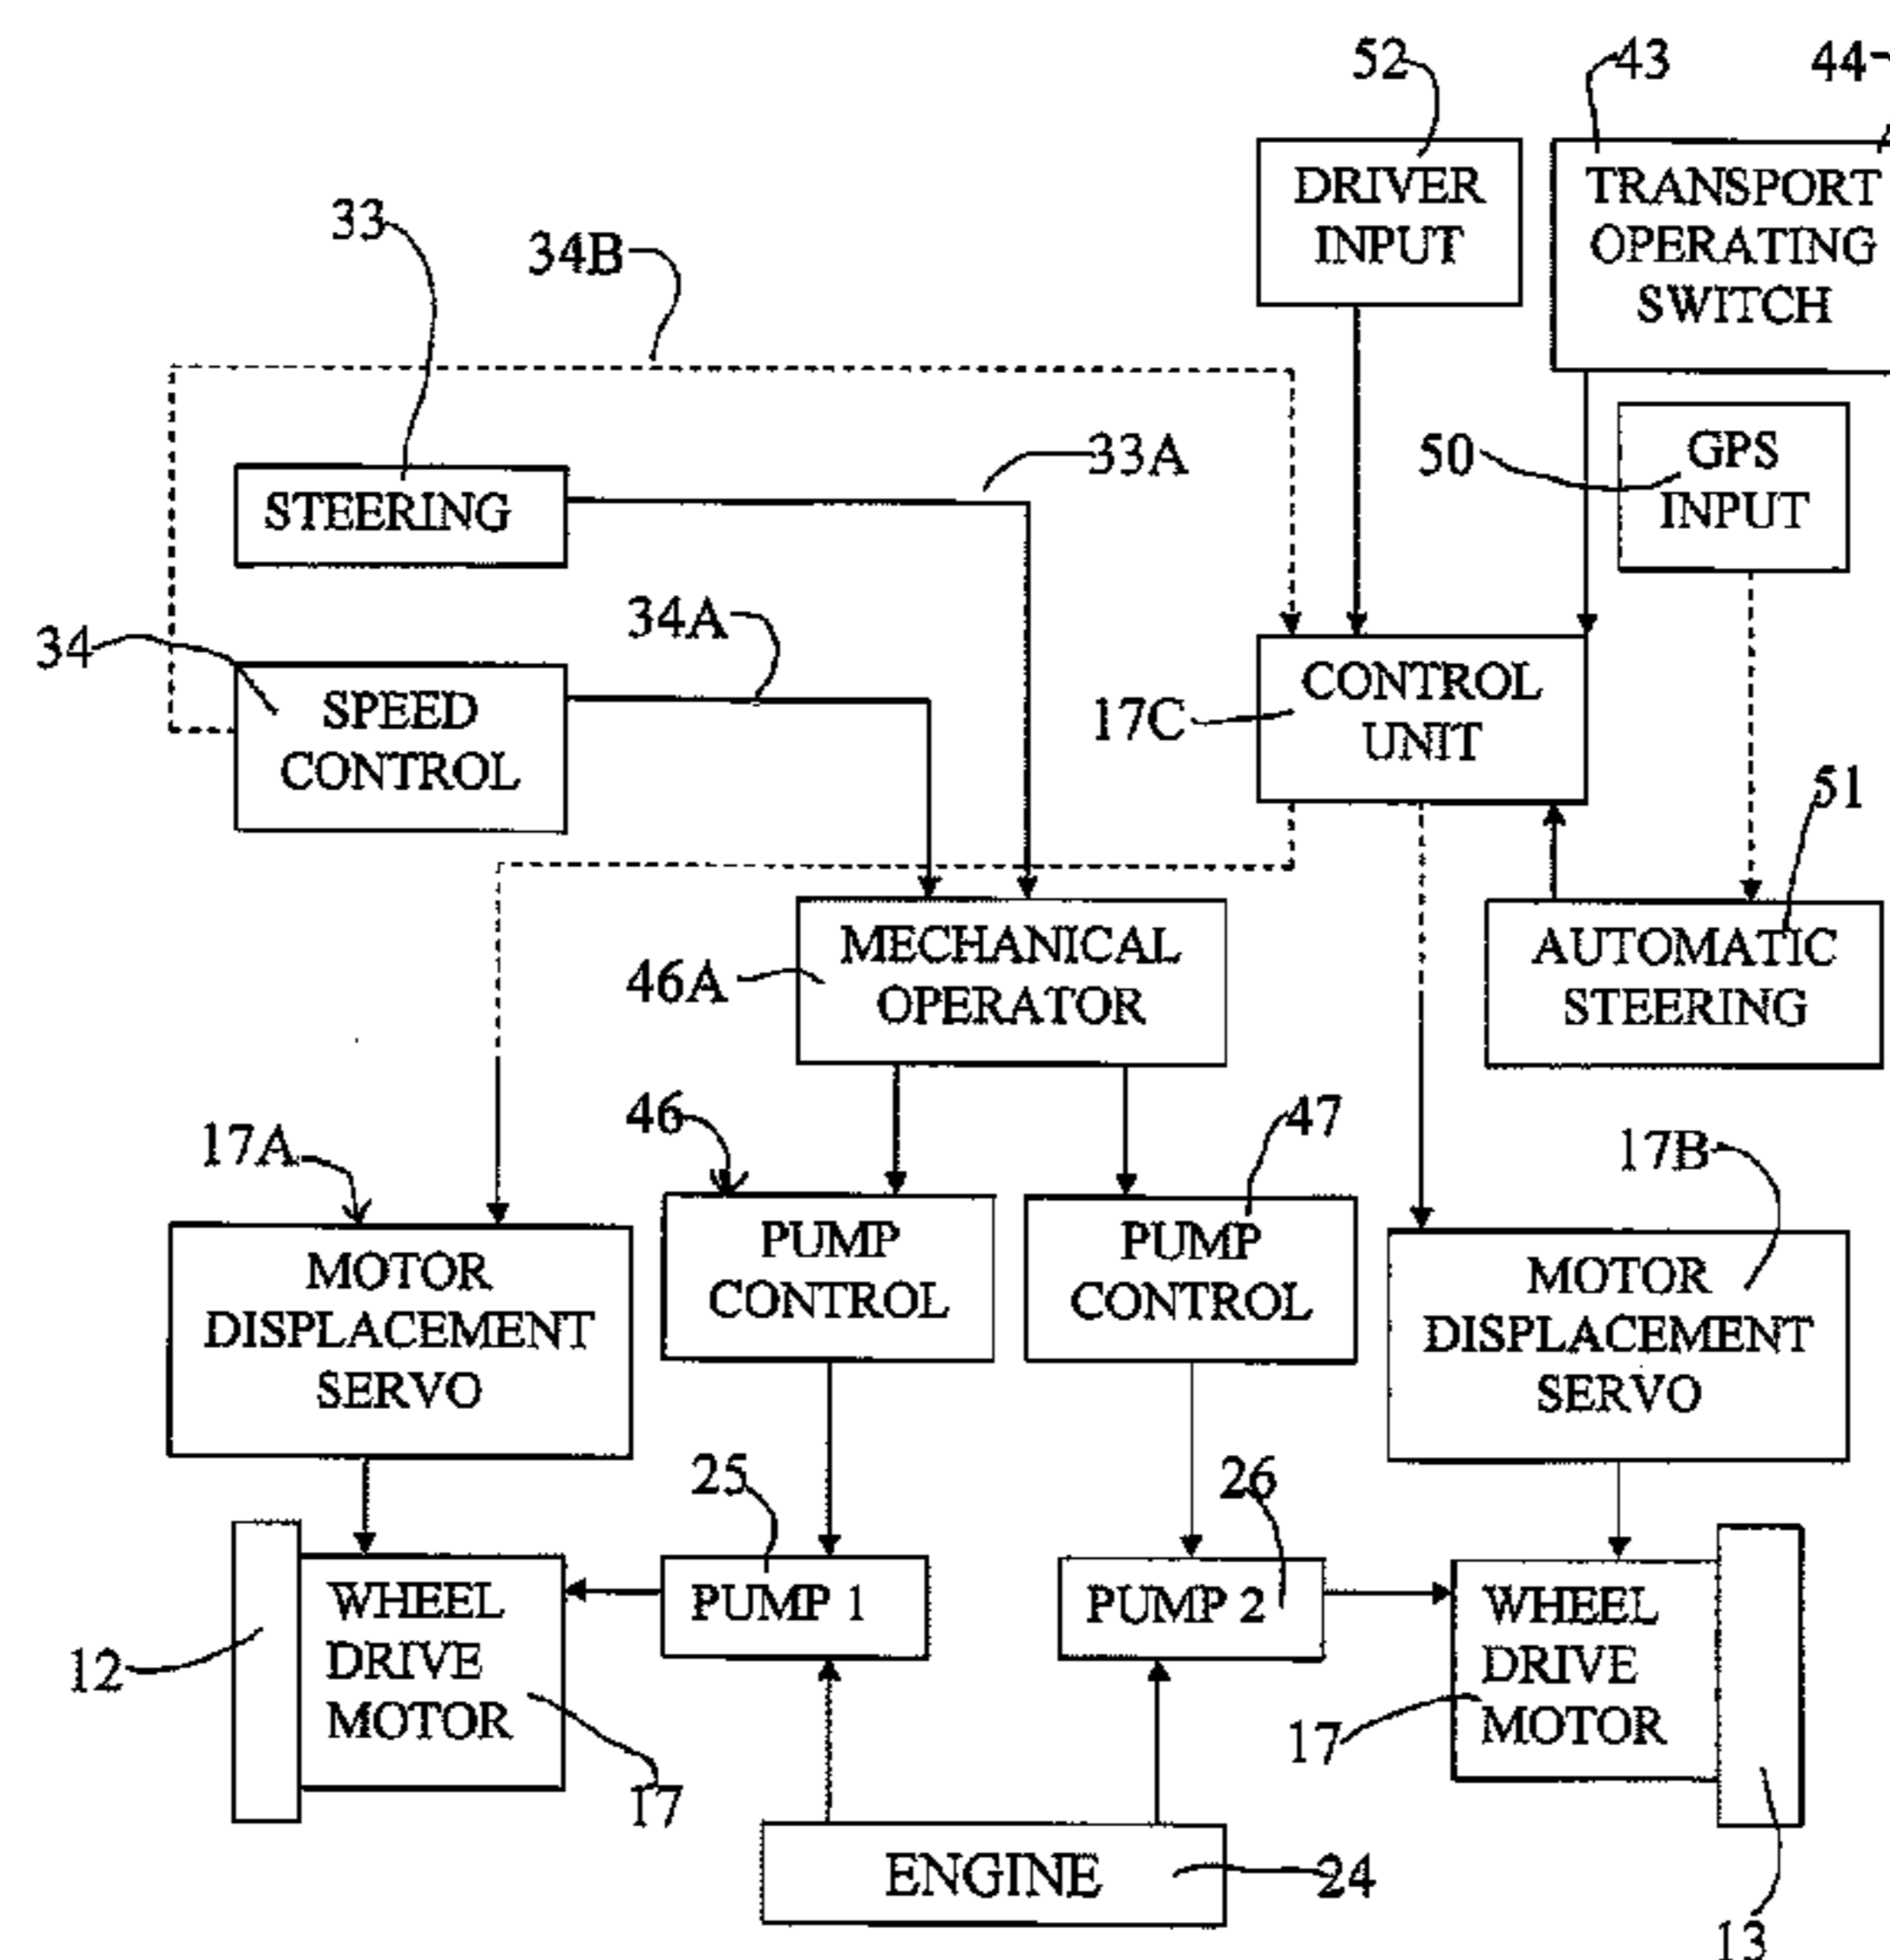 52
43
44
DRIVER
INPUT
TRANSPORT
OPERATING
SWITCH
33
34B
50
GPS
INPUT
33A
STEERING
34A
34
SPEED
CONTROL
CONTROL
UNIT
17C
51
MECHANICAL
OPERATOR
46A
AUTOMATIC
STEERING
46
47
17A
17B
MOTOR
DISPLACEMENT
SERVO
PUMP
CONTROL
PUMP
CONTROL
MOTOR
DISPLACEMENT
SERVO
25
26
WHEEL
DRIVE
MOTOR
PUMP 1
PUMP 2
WHEEL
DRIVE
MOTOR
12
17
17
ENGINE
24
13